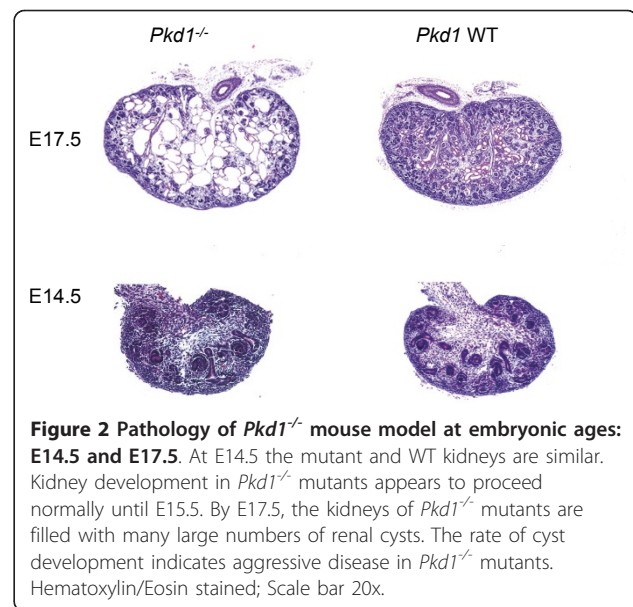 Pkd1-/- Pkd1 WT
E17.5
E14.5
Figure 2 Pathology of Pkd1-/- mouse model at embryonic ages:
E14.5 and E17.5. At E14.5 the mutant and WT kidneys are similar.
Kidney development in Pkd1-/- mutants appears to proceed
normally until E15.5. By E17.5, the kidneys of Pkd1-/- mutants are
filled with many large numbers of renal cysts. The rate of cyst
development indicates aggressive disease in Pkd1-/- mutants.
Hematoxylin/Eosin stained; Scale bar 20x.